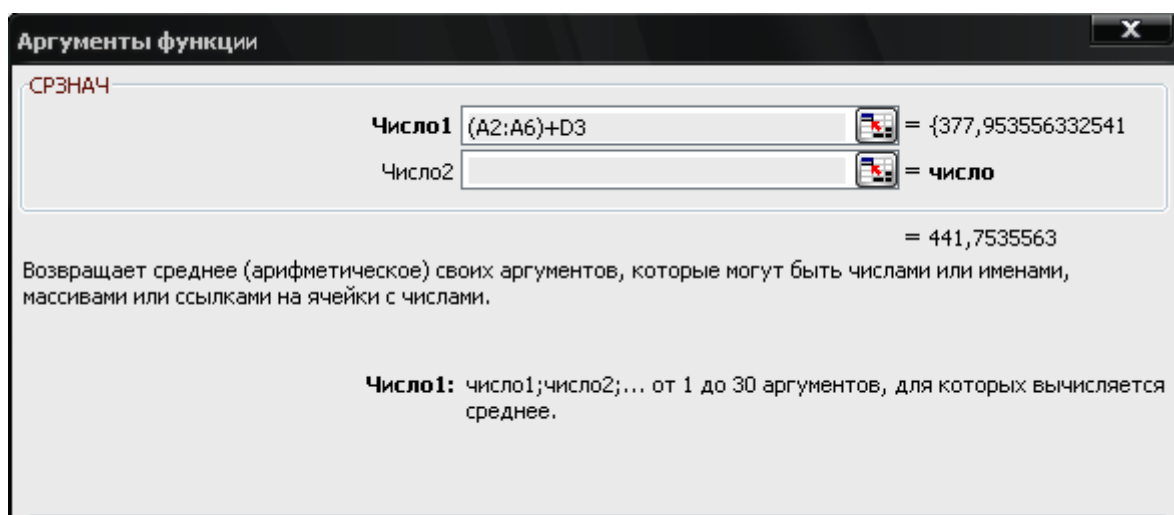 Аргументы функции
СРЗНАЧ
Число1 (A2:A6)+D3 = {377,953556332541
Число2 = число
= 441,7535563
Возвращает среднее (арифметическое) своих аргументов, которые могут быть числами или именами,
массивами или ссылками на ячейки с числами.
Число1: число1;число2;... от 1 до 30 аргументов, для которых вычисляется
среднее.